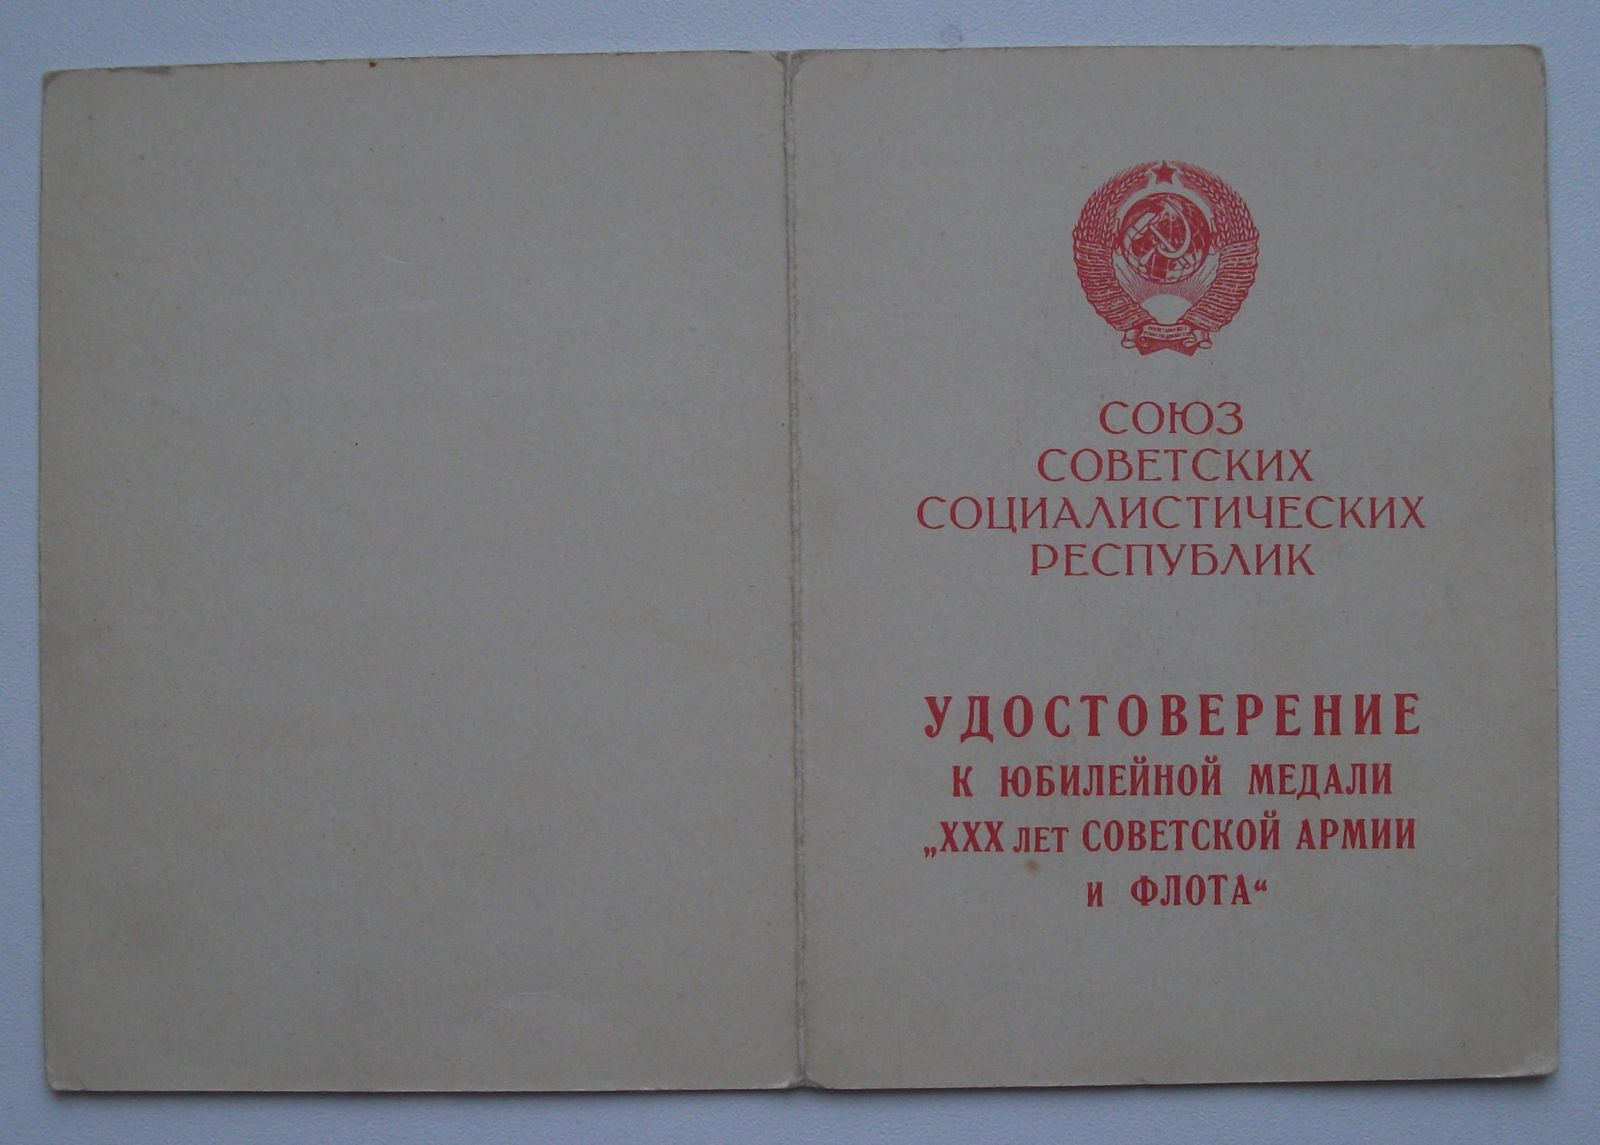 СОЮЗ
СОВЕТСКИХ
СОЦИАЛИСТИЧЕСКИХ
РЕСПУБЛИК
УДОСТОВЕРЕНИЕ
К ЮБИЛЕЙНОЙ МЕДАЛИ
„XXX ЛЕТ СОВЕТСКОЙ АРМИИ
И ФЛОТА“